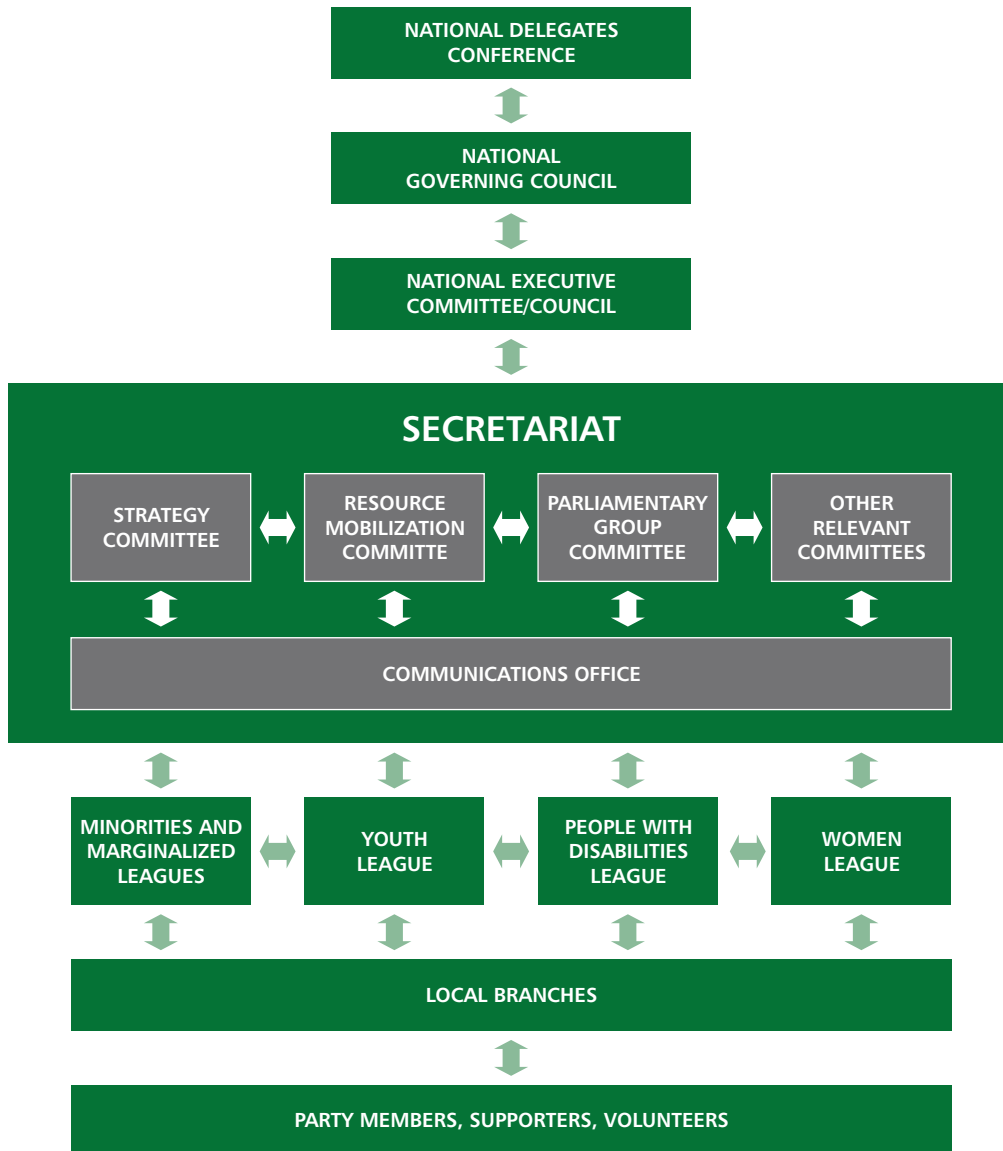 NATIONAL DELEGATES
CONFERENCE
NATIONAL
GOVERNING COUNCIL
NATIONAL EXECUTIVE
COMMITTEE/COUNCIL
SECRETARIAT
STRATEGY
COMMITTEE
RESOURCE
MOBILIZATION
COMMITTE
PARLIAMENTARY
GROUP
COMMITTEE
OTHER
RELEVANT
COMMITTEES
COMMUNICATIONS OFFICE
MINORITIES AND
MARGINALIZED
LEAGUES
YOUTH
LEAGUE
PEOPLE WITH
DISABILITIES
LEAGUE
WOMEN
LEAGUE
LOCAL BRANCHES
PARTY MEMBERS, SUPPORTERS, VOLUNTEERS